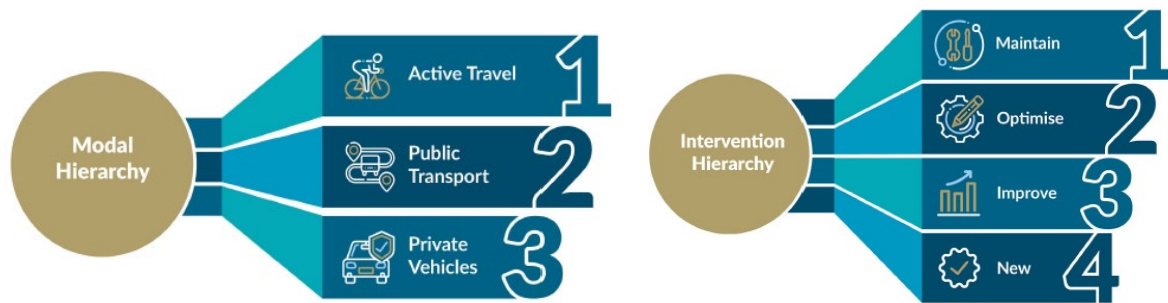 Modal
Hierarchy
Active Travel
1
Public
Transport
2
Private
Vehicles
3
Intervention
Hierarchy
Maintain
1
Optimise
2
Improve
3
New
4